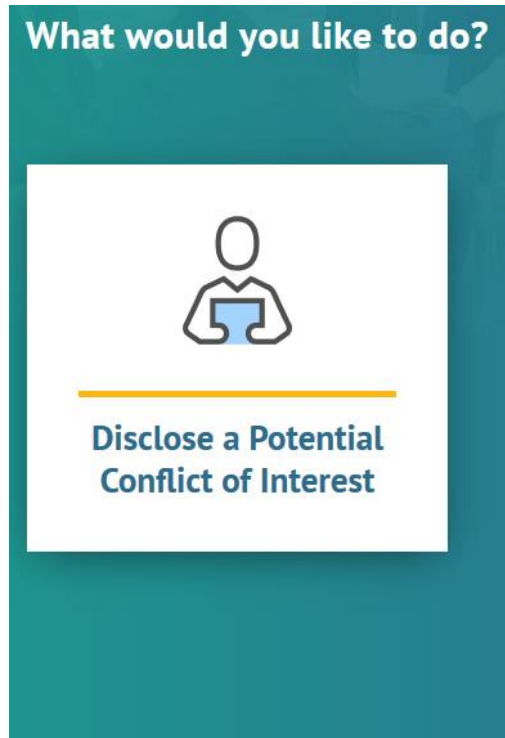 What would you like to do?
Disclose a Potential
Conflict of Interest